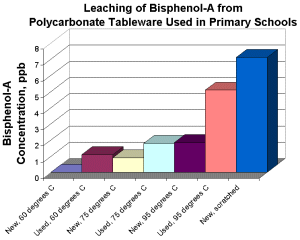 Leaching of Bisphenol-A from
Polycarbonate Tableware Used in Primary Schools
Bisphenol-A
Concentration, ppb
8
7
6
5
4
3
2
1
0
New, 60 degrees C
Used, 60 degrees C
New, 75 degrees C
Used, 75 degrees C
New, 95 degrees C
Used, 95 degrees C
New, scratched